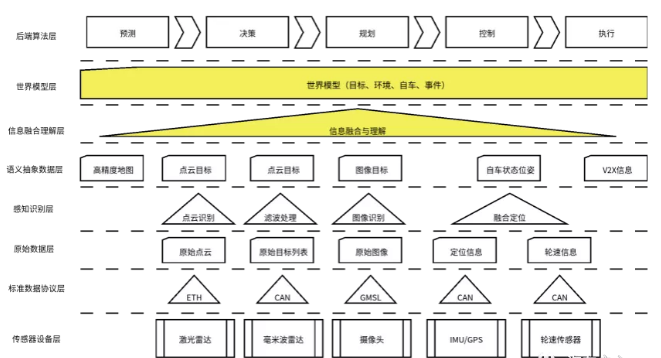 后端算法层 预测 决策 规划 控制 执行
世界模型层 世界模型（目标、环境、自车、事件）
信息融合理解层 信息融合与理解
语义抽象数据层 高精度地图 点云目标 点云目标 图像目标 自车状态位姿 V2X信息
感知识别层 点云识别 滤波处理 图像识别 融合定位
原始数据层 原始点云 原始目标列表 原始图像 定位信息 轮速信息
标准数据协议层 ETH CAN GMSL CAN CAN
传感器设备层 激光雷达 毫米波雷达 摄像头 IMU/GPS 轮速传感器